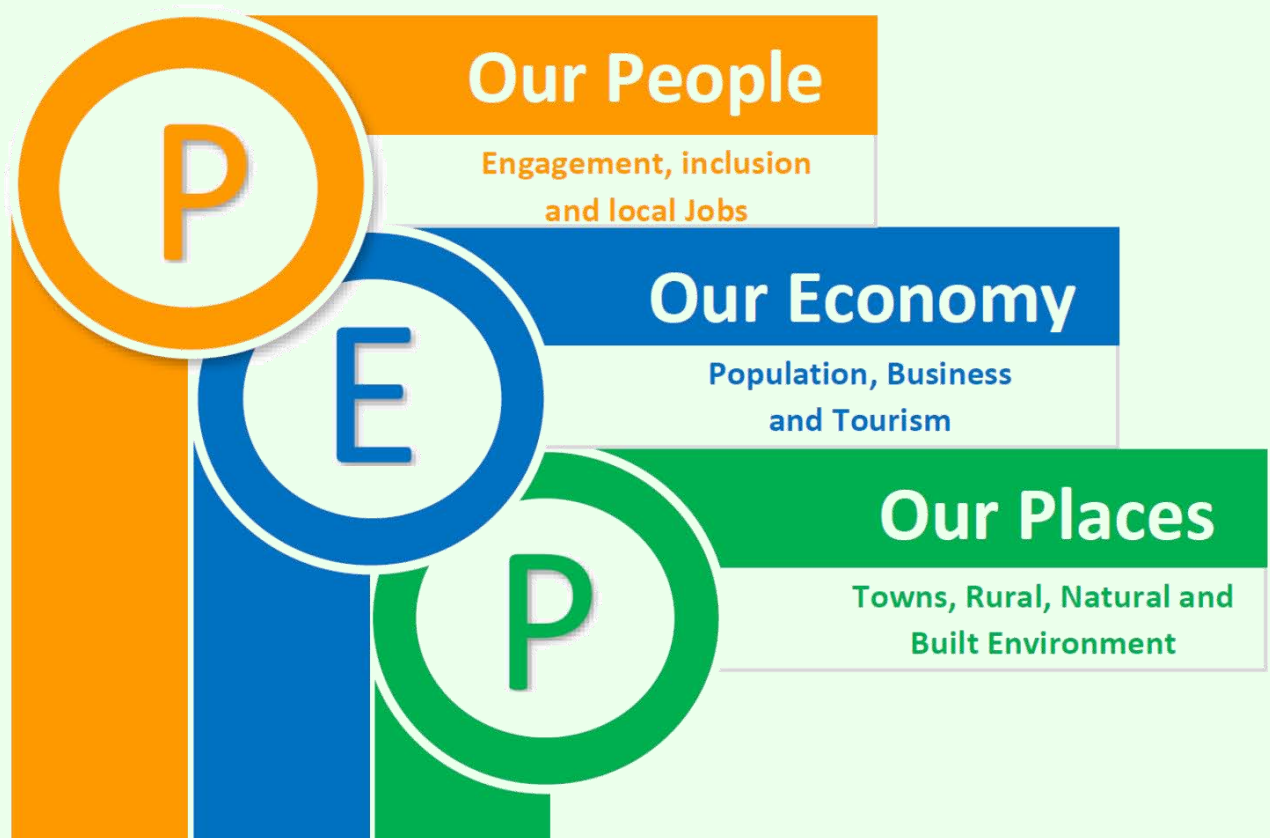 P
Our People
Engagement, inclusion
and local Jobs
E
Our Economy
Population, Business
and Tourism
P
Our Places
Towns, Rural, Natural and
Built Environment